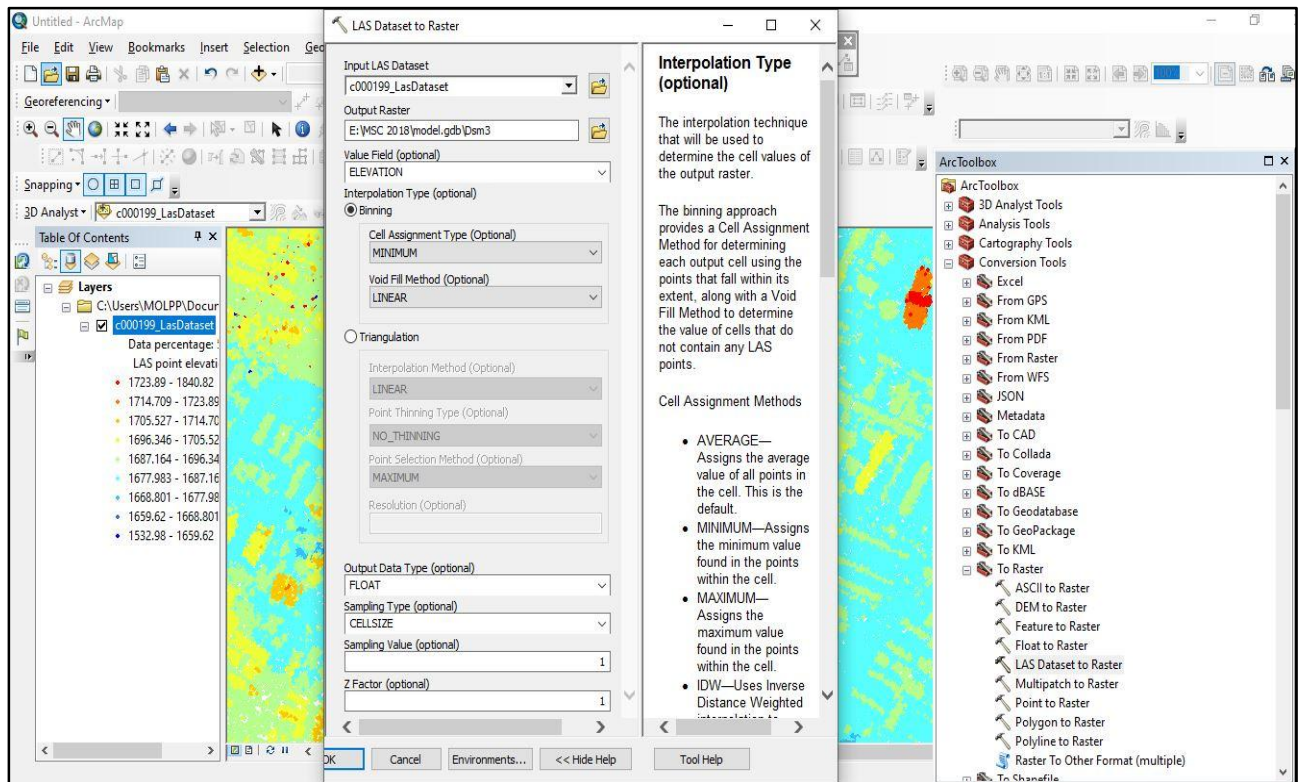 Untitled - ArcMap
File Edit View Bookmarks Insert Selection Geo
Georeferencing
Snapping
3D Analyst
c000199_LasDataset
Table Of Contents
Layers
C:\Users\MOLPP\Docur
c000199_LasDataset
Data percentage:
LAS point elevati
1723.89 - 1840.82
1714.709 - 1723.89
1705.527 - 1714.70
1696.346 - 1705.52
1687.164 - 1696.34
1677.983 - 1687.16
1668.801 - 1677.98
1659.62 - 1668.801
1532.98 - 1659.62
LAS Dataset to Raster
Input LAS Dataset
c000199_LasDataset
Output Raster
E:\MSC 2018\model.gdb\Dsm3
Value Field (optional)
ELEVATION
Interpolation Type (optional)
Binning
Cell Assignment Type (Optional)
MINIMUM
Void Fill Method (Optional)
LINEAR
Triangulation
Interpolation Method (Optional)
LINEAR
Point Thinning Type (Optional)
NO_THINNING
Point Selection Method (Optional)
MAXIMUM
Resolution (Optional)
Output Data Type (optional)
FLOAT
Sampling Type (optional)
CELLSIZE
Sampling Value (optional)
1
Z Factor (optional)
1
OK Cancel Environments... << Hide Help Tool Help
Interpolation Type
(optional)
The interpolation technique
that will be used to
determine the cell values of
the output raster.
The binning approach
provides a Cell Assignment
Method for determining
each output cell using the
points that fall within its
extent, along with a Void
Fill Method to determine
the value of cells that do
not contain any LAS
points.
Cell Assignment Methods
• AVERAGE—
Assigns the average
value of all points in
the cell. This is the
default.
• MINIMUM—Assigns
the minimum value
found in the points
within the cell.
• MAXIMUM—
Assigns the
maximum value
found in the points
within the cell.
• IDW—Uses Inverse
Distance Weighted
interpolation to
ArcToolbox
ArcToolbox
3D Analyst Tools
Analysis Tools
Cartography Tools
Conversion Tools
Excel
From GPS
From KML
From PDF
From Raster
From WFS
JSON
Metadata
To CAD
To Collada
To Coverage
To dBASE
To Geodatabase
To GeoPackage
To KML
To Raster
ASCII to Raster
DEM to Raster
Feature to Raster
Float to Raster
LAS Dataset to Raster
Multipatch to Raster
Point to Raster
Polygon to Raster
Polyline to Raster
Raster To Other Format (multiple)
To Shapefile